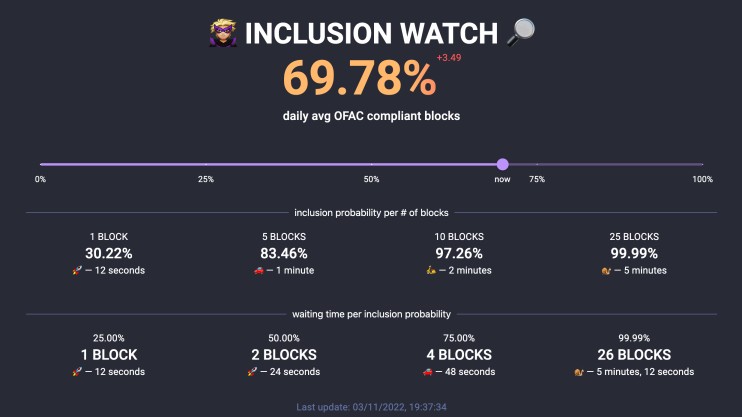 INCLUSION WATCH
69.78% +3.49
daily avg OFAC compliant blocks
0% 25% 50% now 75% 100%
inclusion probability per # of blocks
1 BLOCK 5 BLOCKS 10 BLOCKS 25 BLOCKS
30.22% 83.46% 97.26% 99.99%
— 12 seconds — 1 minute — 2 minutes — 5 minutes
waiting time per inclusion probability
25.00% 50.00% 75.00% 99.99%
1 BLOCK 2 BLOCKS 4 BLOCKS 26 BLOCKS
— 12 seconds — 24 seconds — 48 seconds — 5 minutes, 12 seconds
Last update: 03/11/2022, 19:37:34